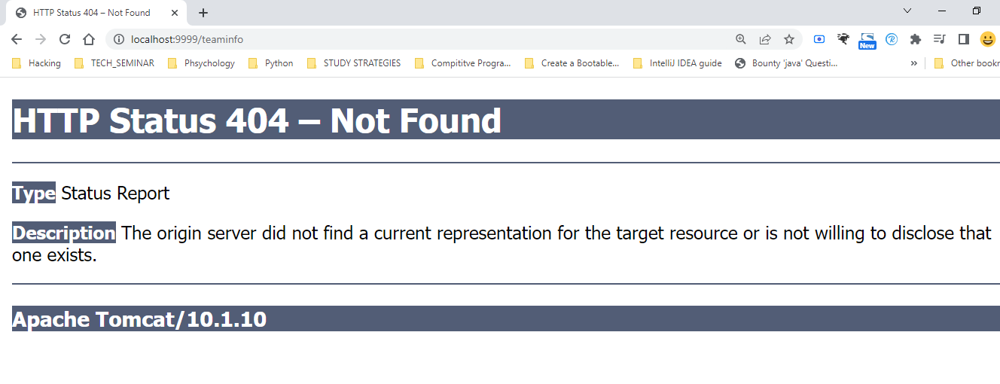 HTTP Status 404 – Not Found
localhost:9999/teaminfo
New
Hacking TECH_SEMINAR Phsychology Python STUDY STRATEGIES Compititve Progra... Create a Bootable... IntelliJ IDEA guide Bounty 'java' Questi... » Other bookr
HTTP Status 404 – Not Found
Type Status Report
Description The origin server did not find a current representation for the target resource or is not willing to disclose that
one exists.
Apache Tomcat/10.1.10